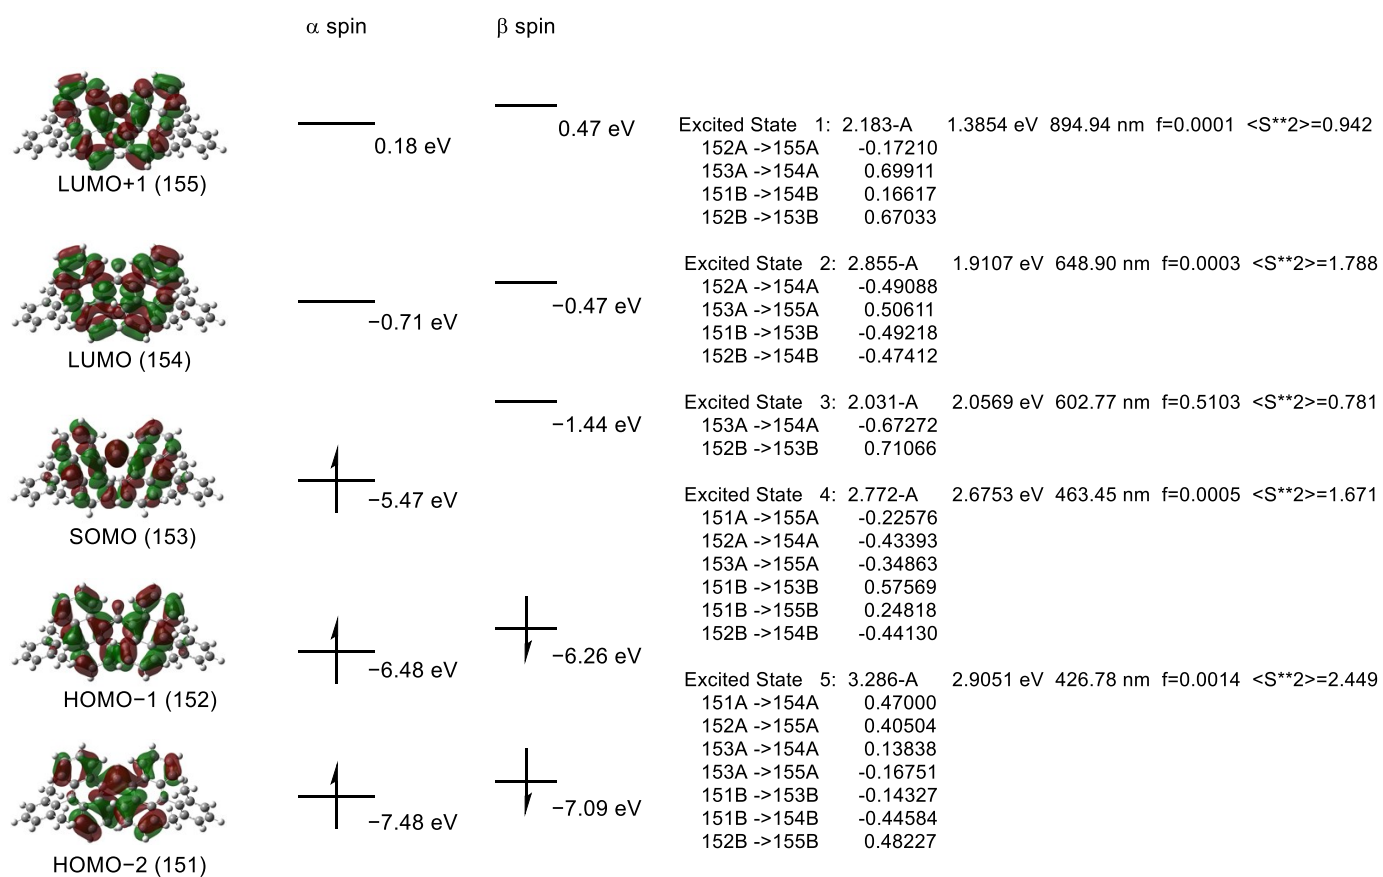 α spin
β spin
0.18 eV
0.47 eV
LUMO+1 (155)
−0.71 eV
−0.47 eV
LUMO (154)
−1.44 eV
−5.47 eV
SOMO (153)
−6.48 eV
−6.26 eV
HOMO−1 (152)
−7.48 eV
−7.09 eV
HOMO−2 (151)
Excited State 1: 2.183-A 1.3854 eV 894.94 nm f=0.0001 <S**2>=0.942
152A ->155A -0.17210
153A ->154A 0.69911
151B ->154B 0.16617
152B ->153B 0.67033
Excited State 2: 2.855-A 1.9107 eV 648.90 nm f=0.0003 <S**2>=1.788
152A ->154A -0.49088
153A ->155A 0.50611
151B ->153B -0.49218
152B ->154B -0.47412
Excited State 3: 2.031-A 2.0569 eV 602.77 nm f=0.5103 <S**2>=0.781
153A ->154A -0.67272
152B ->153B 0.71066
Excited State 4: 2.772-A 2.6753 eV 463.45 nm f=0.0005 <S**2>=1.671
151A ->155A -0.22576
152A ->154A -0.43393
153A ->155A -0.34863
151B ->153B 0.57569
151B ->155B 0.24818
152B ->154B -0.44130
Excited State 5: 3.286-A 2.9051 eV 426.78 nm f=0.0014 <S**2>=2.449
151A ->154A 0.47000
152A ->155A 0.40504
153A ->154A 0.13838
153A ->155A -0.16751
151B ->153B -0.14327
151B ->154B -0.44584
152B ->155B 0.48227